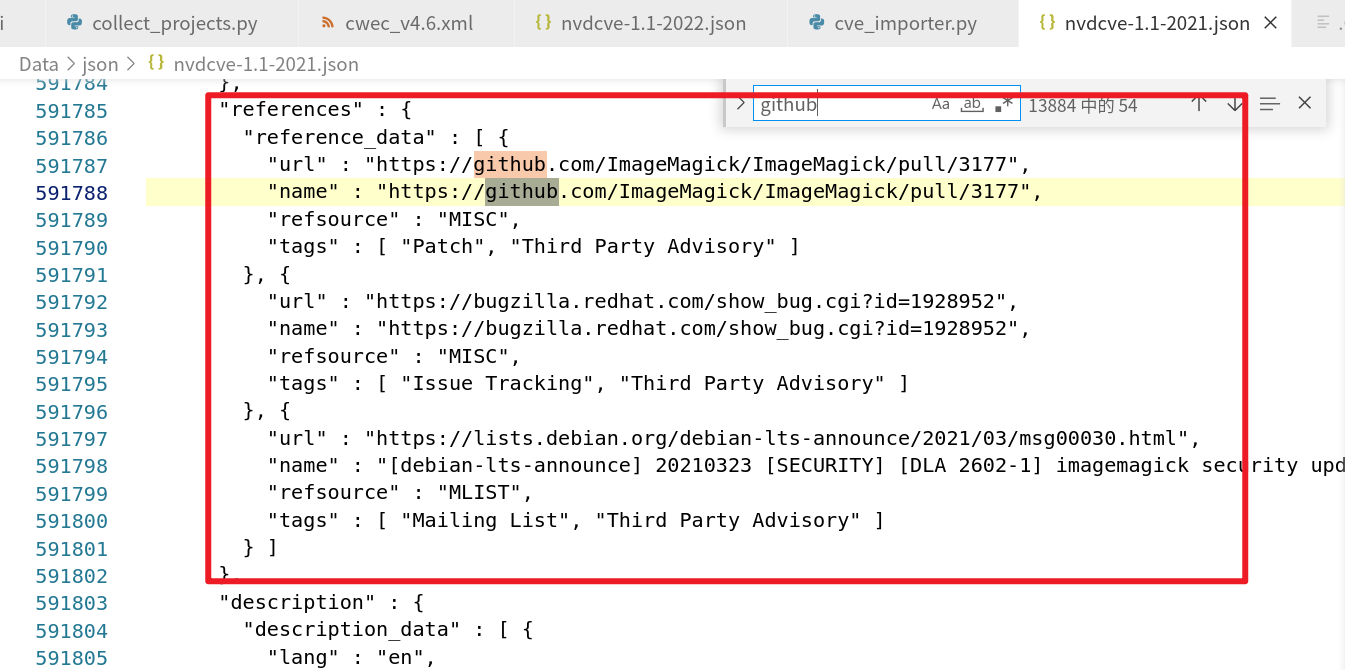 i collect_projects.py cwec_v4.6.xml nvdcve-1.1-2022.json cve_importer.py nvdcve-1.1-2021.json
Data > json > {} nvdcve-1.1-2021.json
github Aa ab .* 13884 中的 54
591784 },
591785 "references" : {
591786 "reference_data" : [ {
591787 "url" : "https://github.com/ImageMagick/ImageMagick/pull/3177",
591788 "name" : "https://github.com/ImageMagick/ImageMagick/pull/3177",
591789 "refsource" : "MISC",
591790 "tags" : [ "Patch", "Third Party Advisory" ]
591791 }, {
591792 "url" : "https://bugzilla.redhat.com/show_bug.cgi?id=1928952",
591793 "name" : "https://bugzilla.redhat.com/show_bug.cgi?id=1928952",
591794 "refsource" : "MISC",
591795 "tags" : [ "Issue Tracking", "Third Party Advisory" ]
591796 }, {
591797 "url" : "https://lists.debian.org/debian-lts-announce/2021/03/msg00030.html",
591798 "name" : "[debian-lts-announce] 20210323 [SECURITY] [DLA 2602-1] imagemagick security upd
591799 "refsource" : "MLIST",
591800 "tags" : [ "Mailing List", "Third Party Advisory" ]
591801 } ]
591802 },
591803 "description" : {
591804 "description_data" : [ {
591805 "lang" : "en",